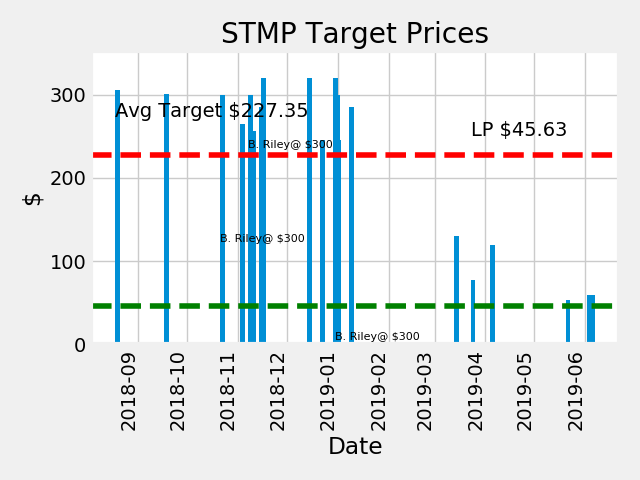 STMP Target Prices
300
Avg Target $227.35
LP $45.63
B. Riley@ $300
200
$
B. Riley@ $300
100
B. Riley@ $300
0
2018-09
2018-10
2018-11
2018-12
2019-01
2019-02
2019-03
2019-04
2019-05
2019-06
Date